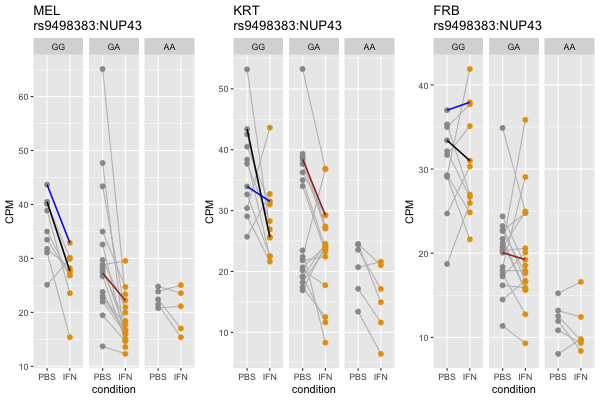 MEL
rs9498383:NUP43
GG GA AA
60
50
40
30
20
10
CPM
PBS IFN PBS IFN PBS IFN
condition
KRT
rs9498383:NUP43
GG GA AA
50
40
30
20
10
CPM
PBS IFN PBS IFN PBS IFN
condition
FRB
rs9498383:NUP43
GG GA AA
40
30
20
10
CPM
PBS IFN PBS IFN PBS IFN
condition